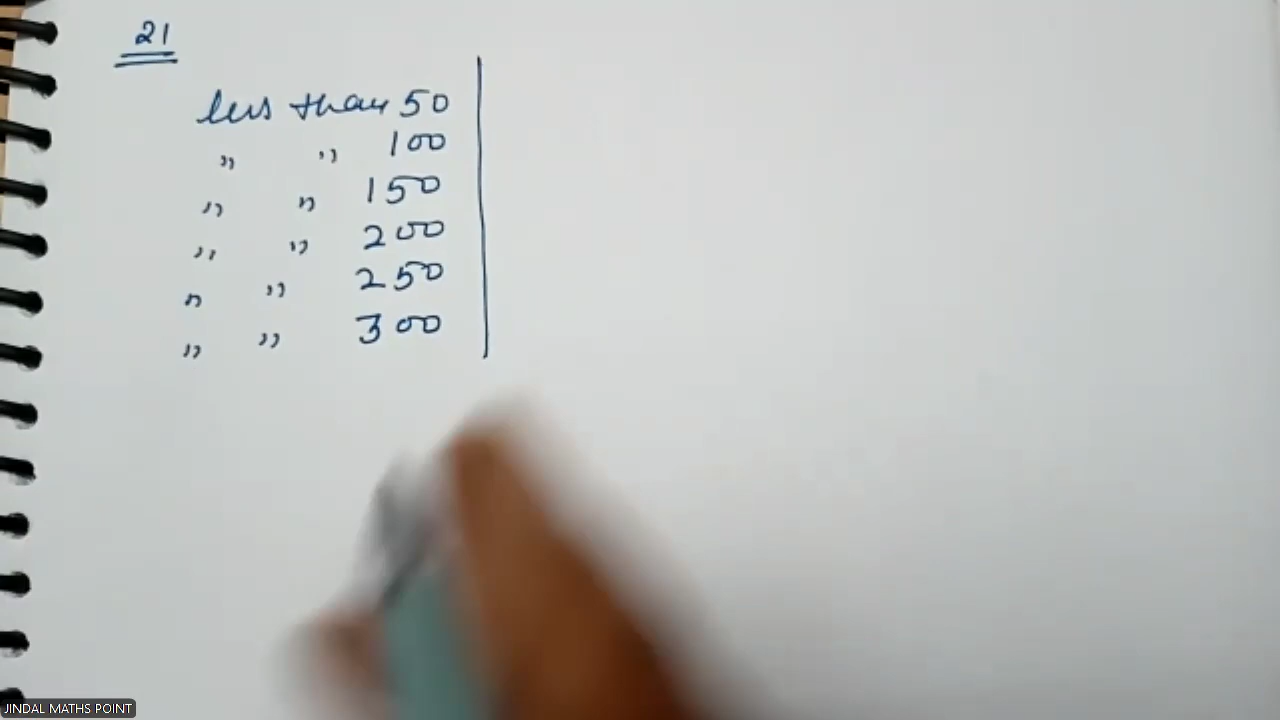 21
less than 50
" " 100
" " 150
" " 200
" " 250
" " 300
JINDAL MATHS POINT